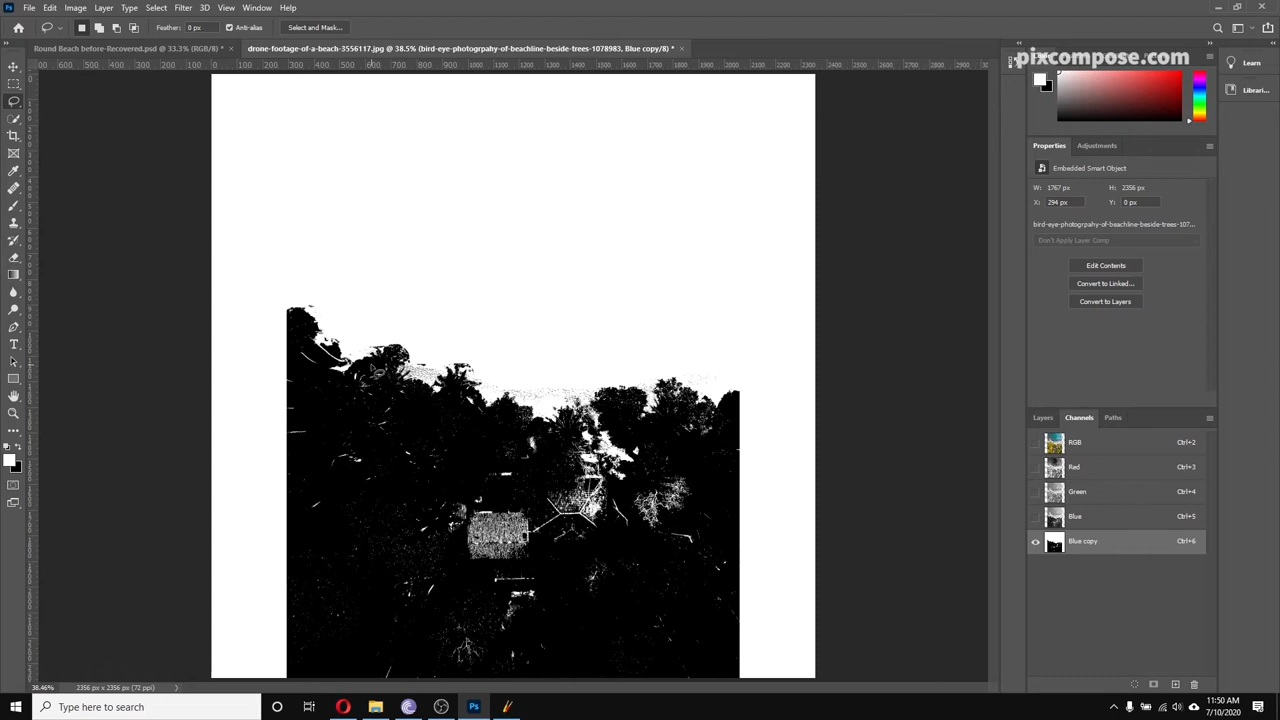 File Edit Image Layer Type Select Filter 3D View Window Help
Feather: 0 px Anti-alias Select and Mask...
Round Beach before-Recovered.psd @ 33.3% (RGB/8) * × drone-footage-of-a-beach-3556117.jpg @ 38.5% (bird-eye-photogrpahy-of-beachline-beside-trees-1078983, Blue copy/8) * ×
pixcompose.com
Learn
Librari...
Properties Adjustments
Embedded Smart Object
W: 1767 px H: 2356 px
X: 294 px Y: 0 px
bird-eye-photogrpahy-of-beachline-beside-trees-107...
Don't Apply Layer Comp
Edit Contents
Convert to Linked...
Convert to Layers
Layers Channels Paths
RGB Ctrl+2
Red Ctrl+3
Green Ctrl+4
Blue Ctrl+5
Blue copy Ctrl+6
38.46% 2356 px x 2356 px (72 ppi)
Type here to search
11:50 AM
7/10/2020